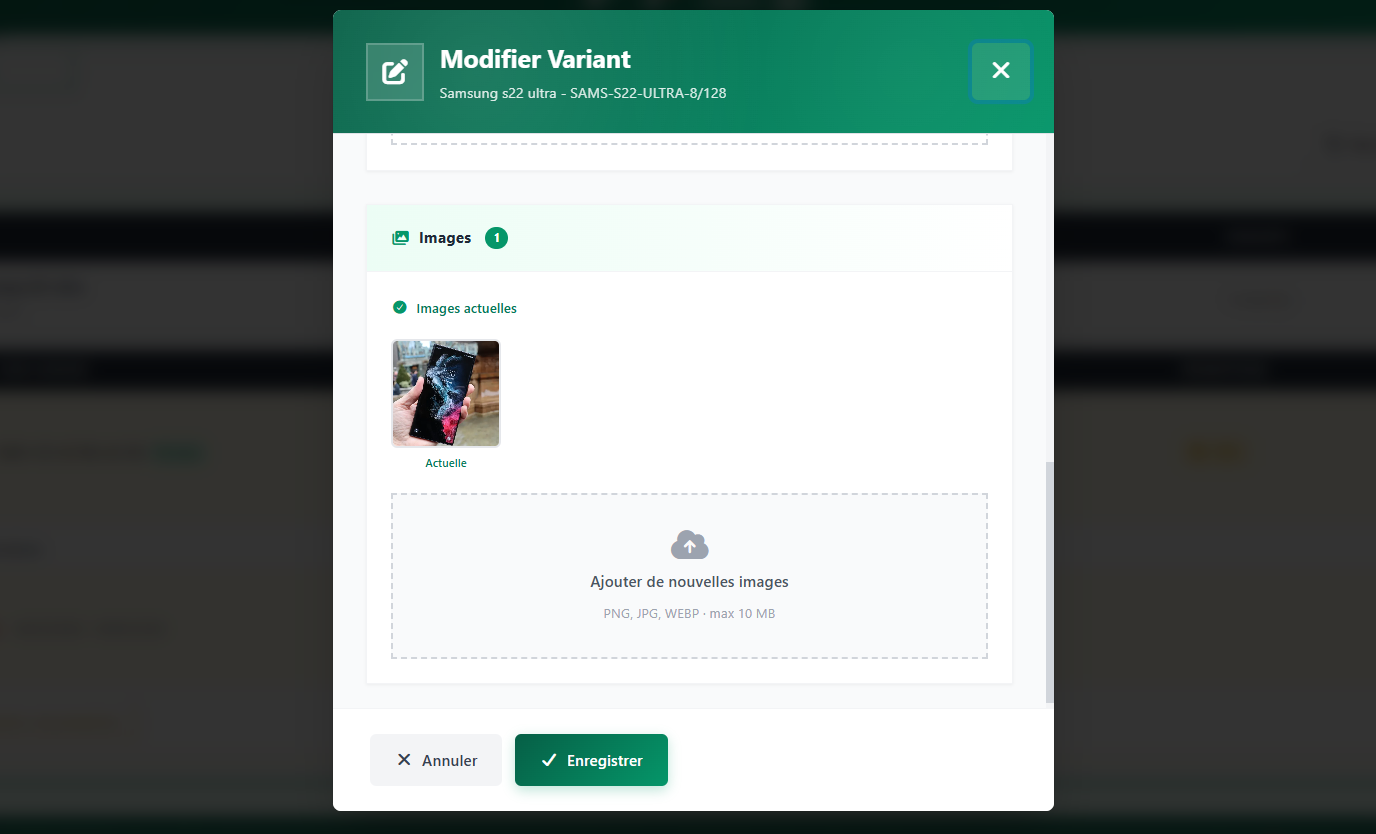 Modifier Variant
Samsung s22 ultra - SAMS-S22-ULTRA-8/128
Images 1
Images actuelles
Actuelle
Ajouter de nouvelles images
PNG, JPG, WEBP · max 10 MB
Annuler
Enregistrer